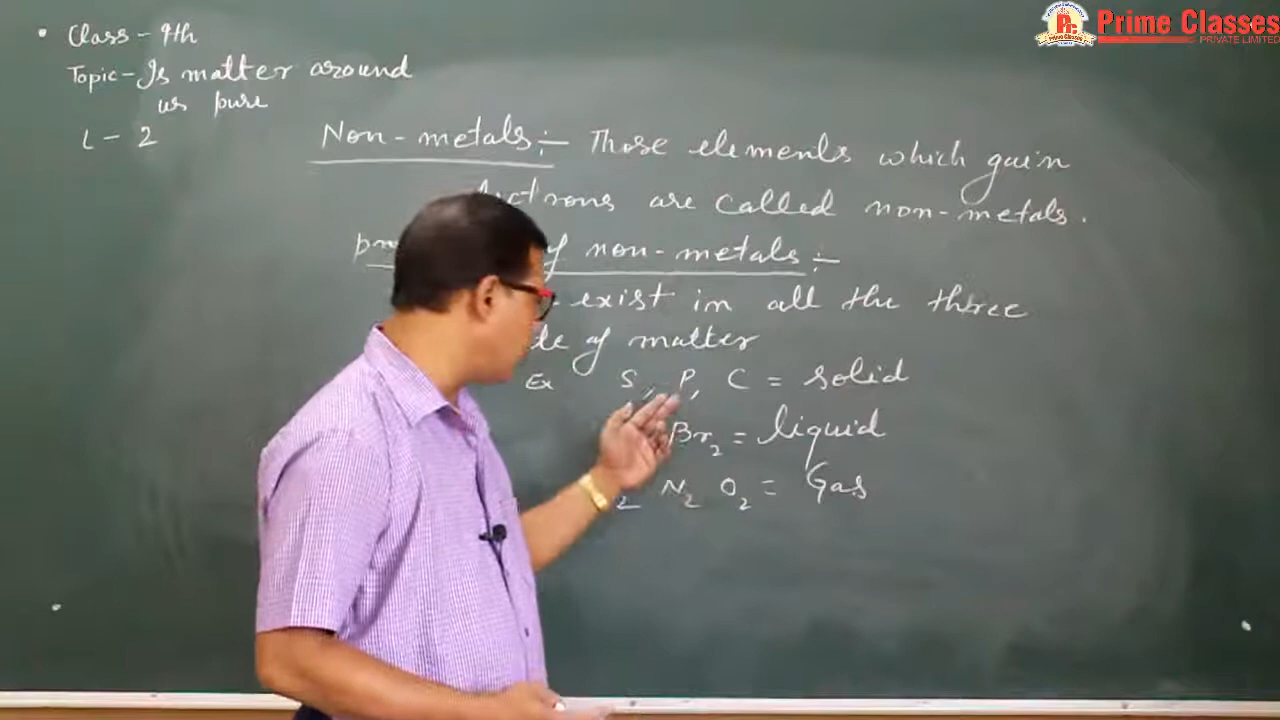 Class - 9th
Topic - Is matter around
us pure
L - 2
Prime Classes
PRIVATE LIMITED
Non-metals :- Those elements which gain
are called non-metals.
of non-metals :-
exist in all the three
of matter
Ex S, P, C = solid
Br2 = liquid
N2 O2 = Gas